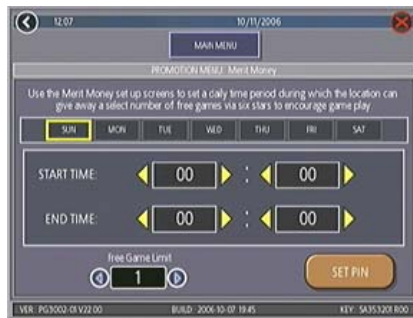 12:07 10/11/2006
MAIN MENU
PROMOTION MENU: Merit Money
Use the Merit Money set up screens to set a daily time period during which the location can
give away a select number of free games via six stars to encourage game play
SUN MON TUE WED THU FRI SAT
START TIME: 00 : 00
END TIME: 00 : 00
Free Game Limit
1
SET PIN
VER: PG3002-01 V22.00 BUILD: 2006-10-07 19:45 KEY: SA353201 R00